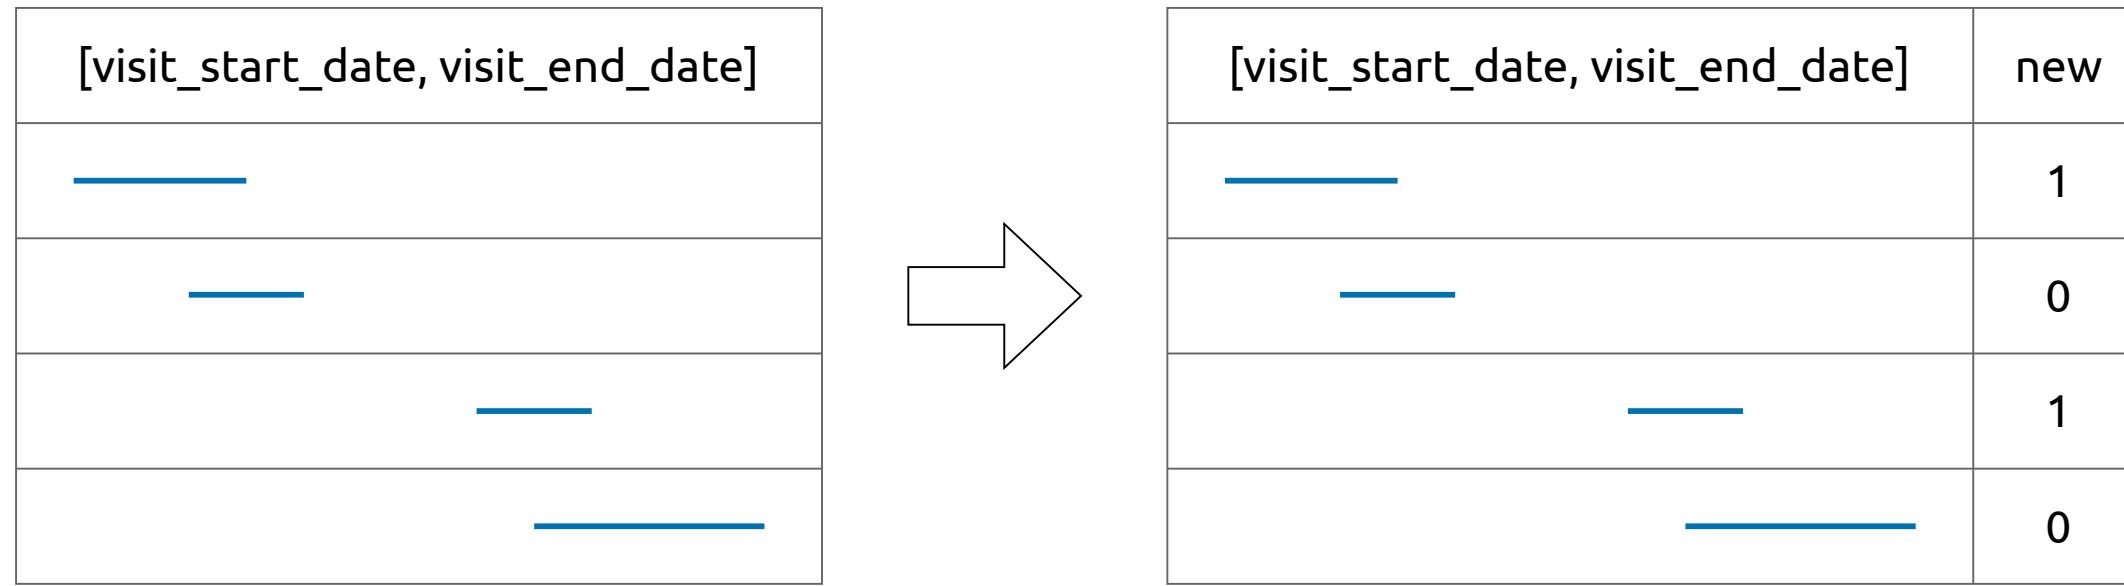 [visit_start_date, visit_end_date]
[visit_start_date, visit_end_date] new
1
0
1
0